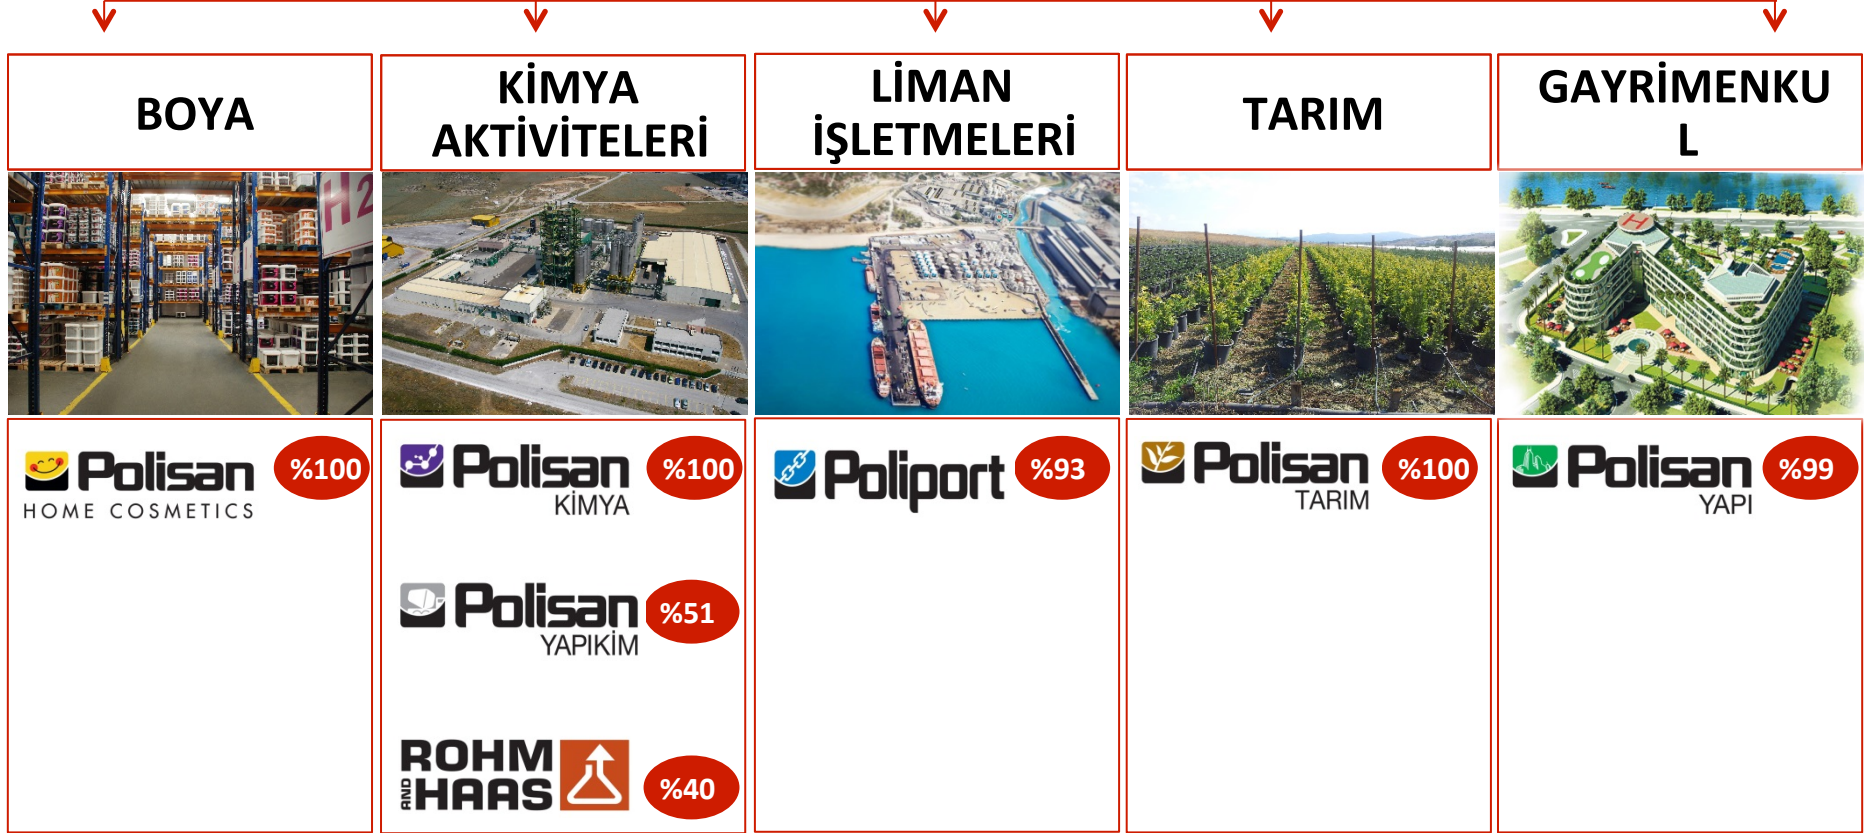 BOYA
KİMYA
AKTİVİTELERİ
LİMAN
İŞLETMELERİ
TARIM
GAYRİMENKU
L
H2
H
Polisan
HOME COSMETICS
%100
Polisan
KİMYA
%100
Polisan
YAPIKİM
%51
ROHM
AND
HAAS
%40
Poliport
%93
Polisan
TARIM
%100
Polisan
YAPI
%99